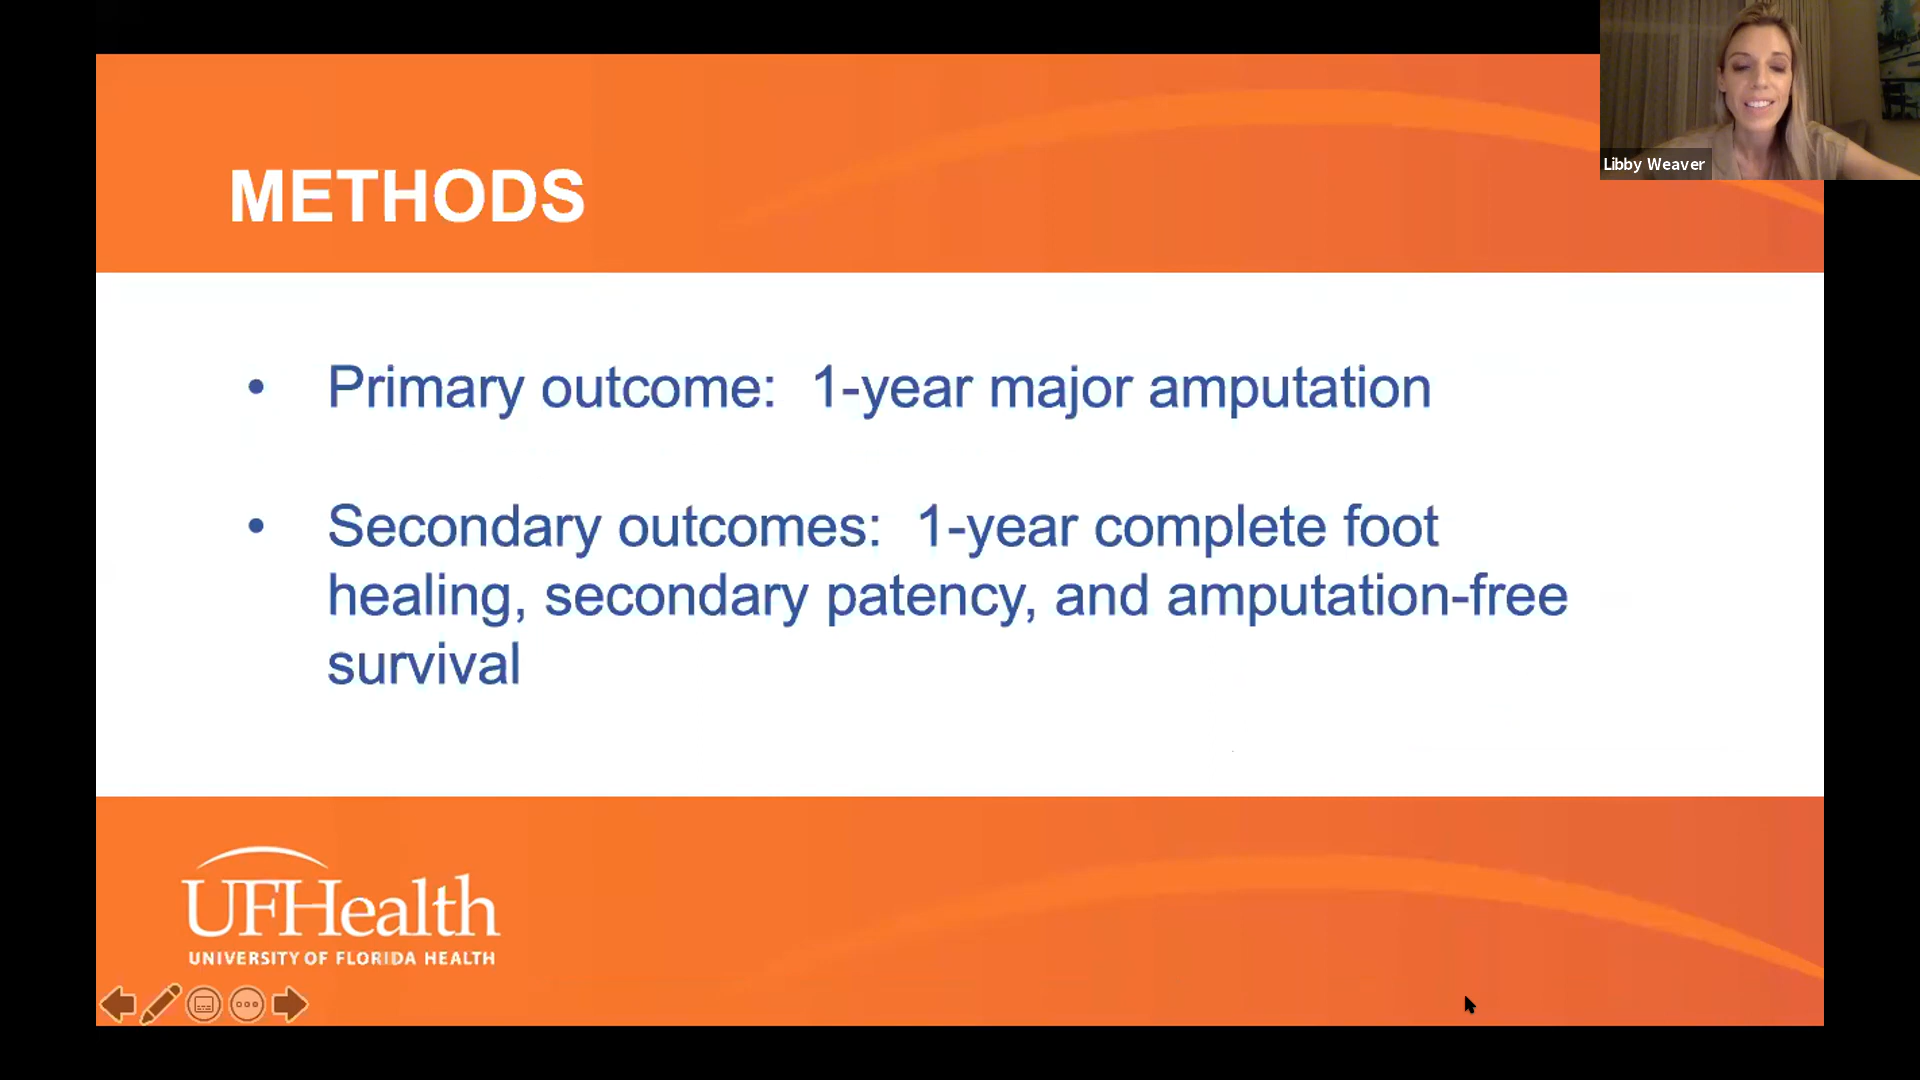 Libby Weaver
METHODS
• Primary outcome: 1-year major amputation
• Secondary outcomes: 1-year complete foot
healing, secondary patency, and amputation-free
survival
UFHealth
UNIVERSITY OF FLORIDA HEALTH